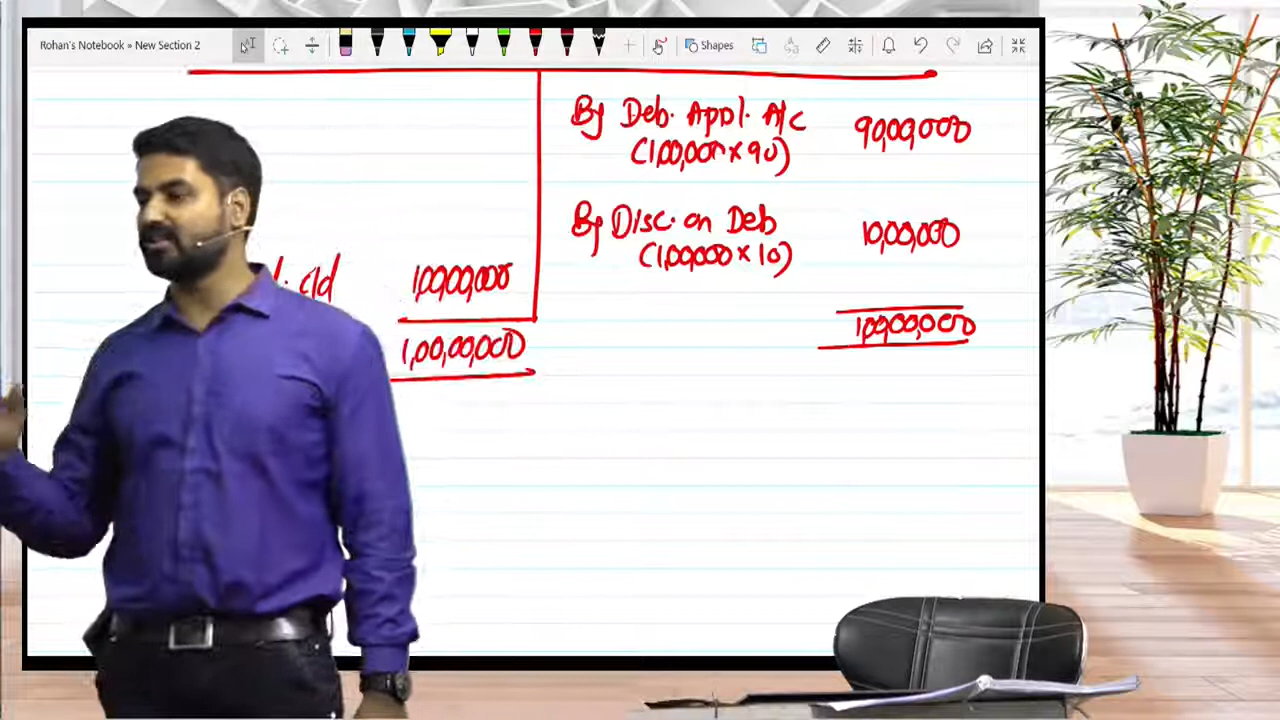 Rohan's Notebook » New Section 2
Shapes
By Deb. Appl. A/C 90,00,000
(1,00,000 × 90)
By Disc. on Deb 10,00,000
(1,00,000 × 10)
c/d 1,00,00,000
1,00,00,000
1,00,00,000